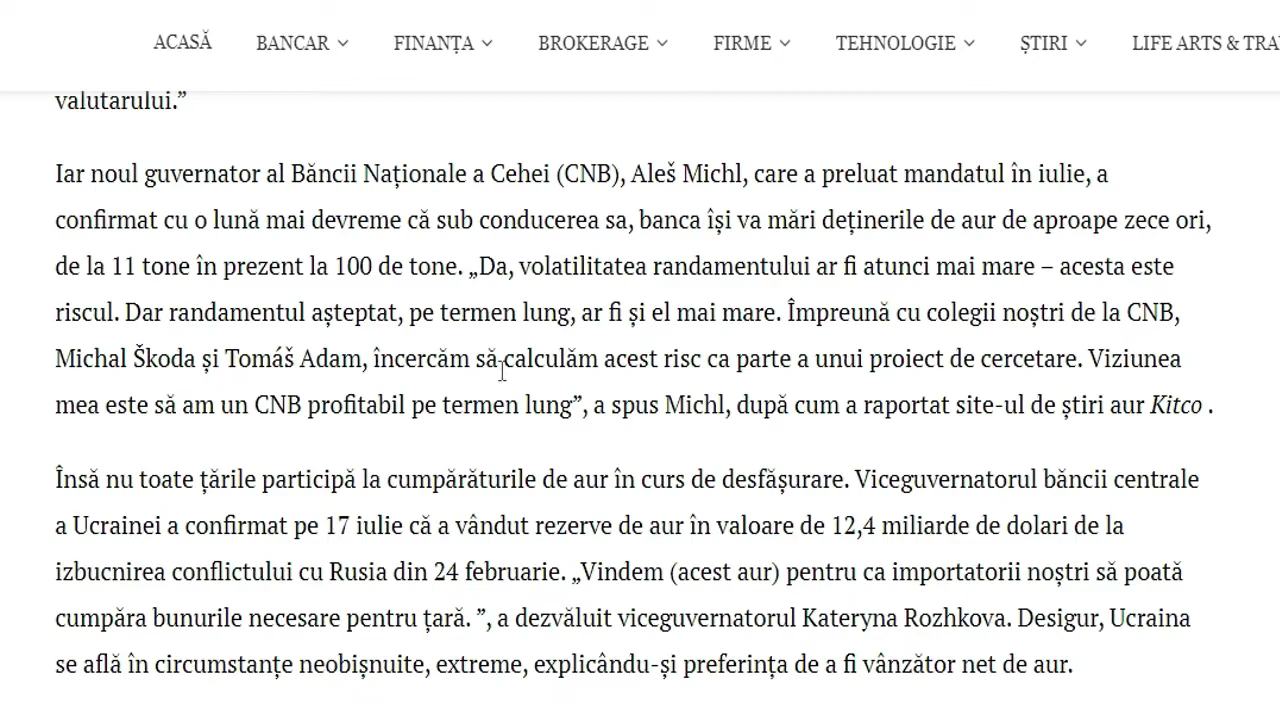 ACASĂ BANCAR FINANȚA BROKERAGE FIRME TEHNOLOGIE ȘTIRI LIFE ARTS & TRA
valutarului.”
Iar noul guvernator al Băncii Naționale a Cehei (CNB), Aleš Michl, care a preluat mandatul în iulie, a
confirmat cu o lună mai devreme că sub conducerea sa, banca își va mări deținerile de aur de aproape zece ori,
de la 11 tone în prezent la 100 de tone. „Da, volatilitatea randamentului ar fi atunci mai mare – acesta este
riscul. Dar randamentul așteptat, pe termen lung, ar fi și el mai mare. Împreună cu colegii noștri de la CNB,
Michal Škoda și Tomáš Adam, încercăm să calculăm acest risc ca parte a unui proiect de cercetare. Viziunea
mea este să am un CNB profitabil pe termen lung”, a spus Michl, după cum a raportat site-ul de știri aur Kitco .
Însă nu toate țările participă la cumpărăturile de aur în curs de desfășurare. Viceguvernatorul băncii centrale
a Ucrainei a confirmat pe 17 iulie că a vândut rezerve de aur în valoare de 12,4 miliarde de dolari de la
izbucnirea conflictului cu Rusia din 24 februarie. „Vindem (acest aur) pentru ca importatorii noștri să poată
cumpăra bunurile necesare pentru țară. ”, a dezvăluit viceguvernatorul Kateryna Rozhkova. Desigur, Ucraina
se află în circumstanțe neobișnuite, extreme, explicându-și preferința de a fi vânzător net de aur.